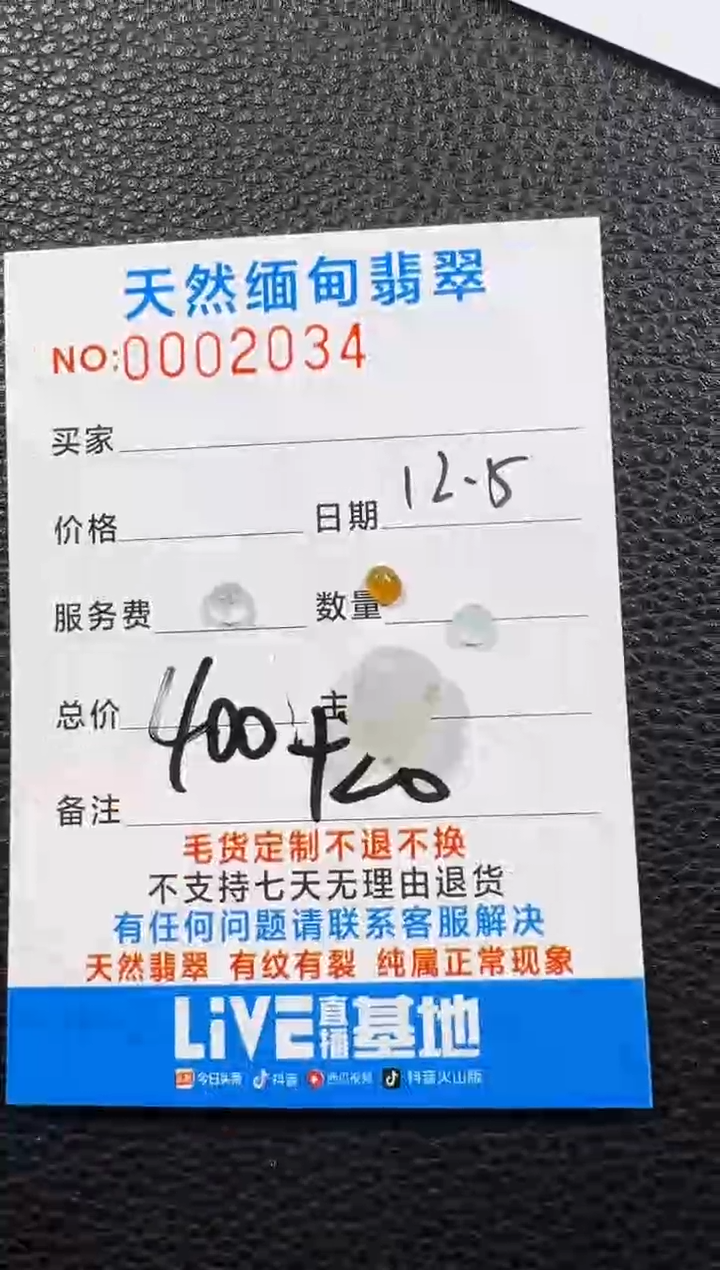 天然缅甸翡翠
NO:0002034
买家
价格 日期 12.5
服务费 数量
总价
400+20
备注
毛货定制不退不换
不支持七天无理由退货
有任何问题请联系客服解决
天然翡翠 有纹有裂 纯属正常现象
LiVE直播基地
今日头条 抖音 西瓜视频 抖音火山版